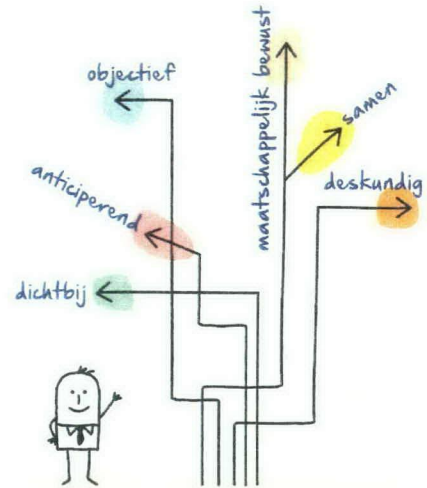 objectief
maatschappelijk bewust
samen
anticiperend
deskundig
dichtbij